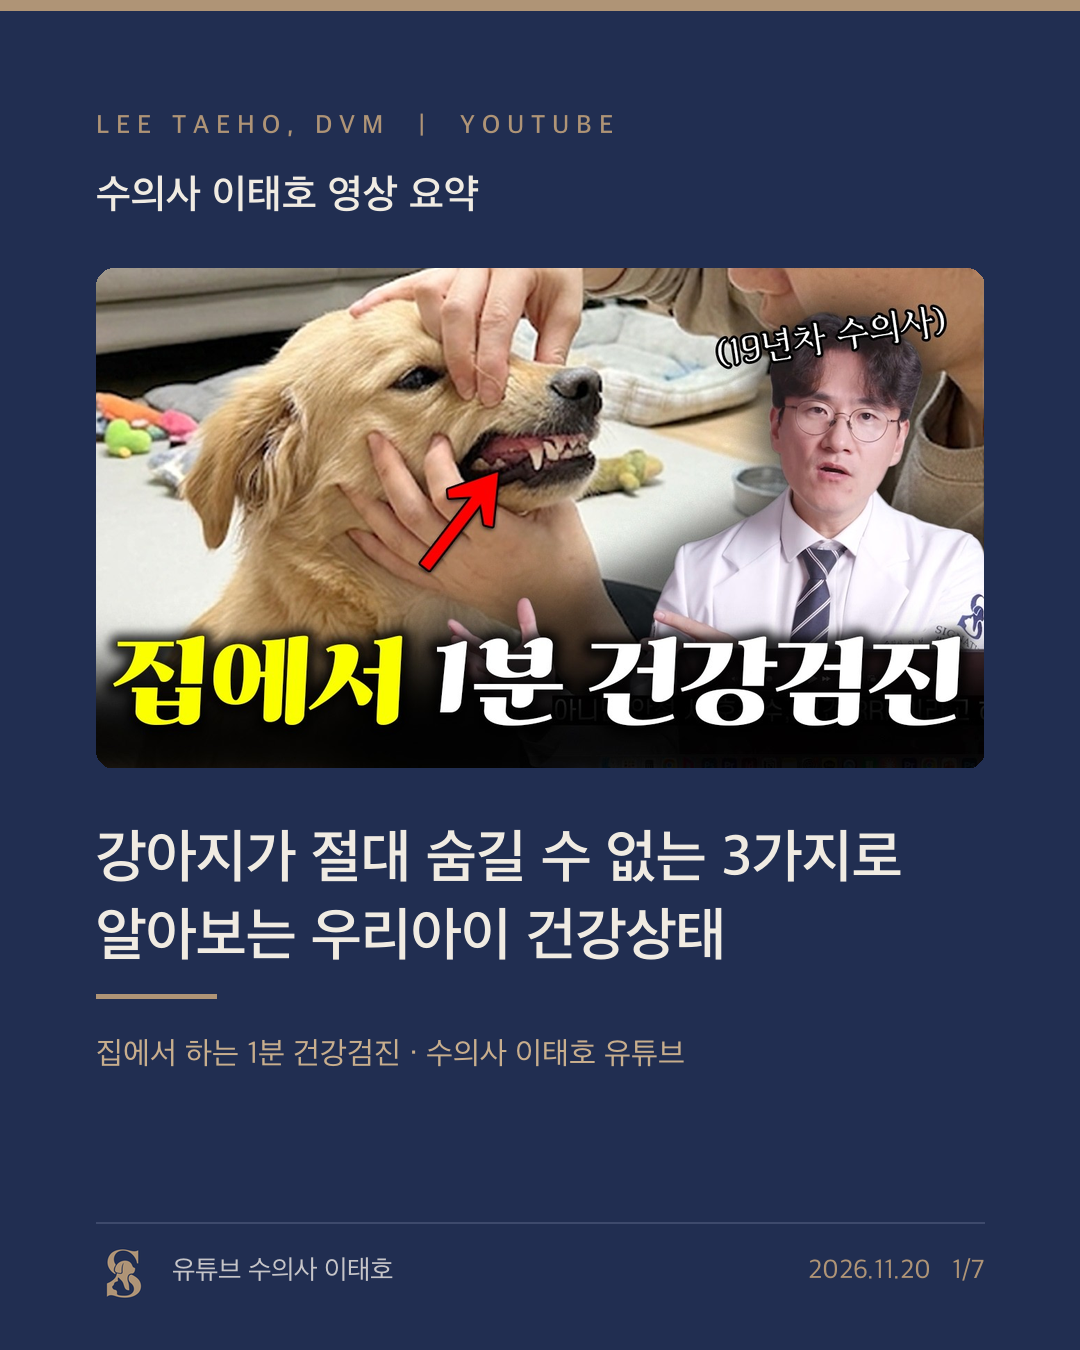 LEE TAEHO, DVM | YOUTUBE
수의사 이태호 영상 요약
(19년차 수의사)
집에서 1분 건강검진
강아지가 절대 숨길 수 없는 3가지로
알아보는 우리아이 건강상태
집에서 하는 1분 건강검진 · 수의사 이태호 유튜브
유튜브 수의사 이태호
2026.11.20 1/7